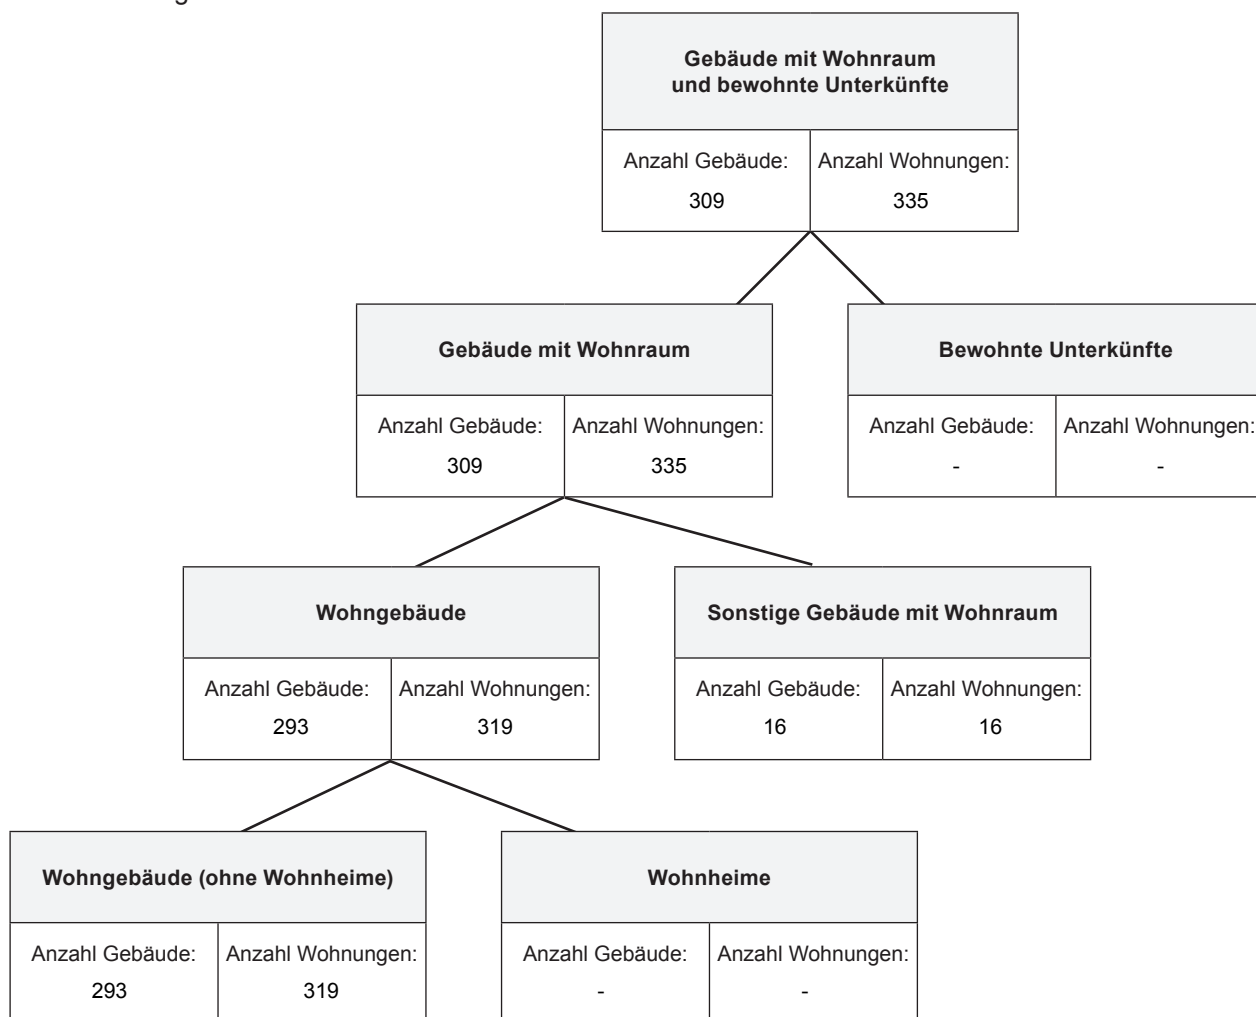 Gebäude mit Wohnraum
und bewohnte Unterkünfte
Anzahl Gebäude: Anzahl Wohnungen:
309 335
Gebäude mit Wohnraum
Bewohnte Unterkünfte
Anzahl Gebäude: Anzahl Wohnungen:
309 335
Anzahl Gebäude: Anzahl Wohnungen:
- -
Wohngebäude
Sonstige Gebäude mit Wohnraum
Anzahl Gebäude: Anzahl Wohnungen:
293 319
Anzahl Gebäude: Anzahl Wohnungen:
16 16
Wohngebäude (ohne Wohnheime)
Wohnheime
Anzahl Gebäude: Anzahl Wohnungen:
293 319
Anzahl Gebäude: Anzahl Wohnungen:
- -